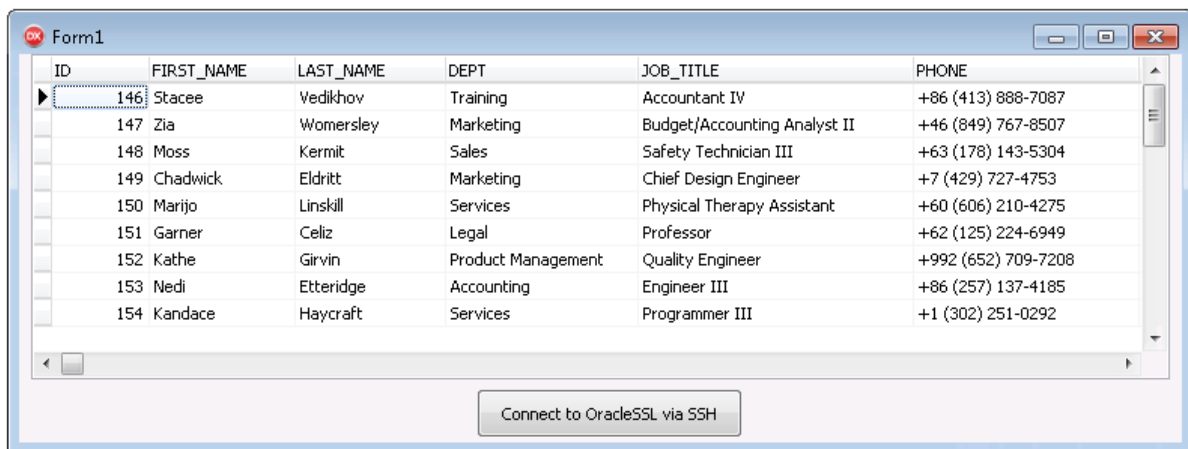 DX Form1
ID FIRST_NAME LAST_NAME DEPT JOB_TITLE PHONE
146 Stacee Vedikhov Training Accountant IV +86 (413) 888-7087
147 Zia Womersley Marketing Budget/Accounting Analyst II +46 (849) 767-8507
148 Moss Kermit Sales Safety Technician III +63 (178) 143-5304
149 Chadwick Eldritt Marketing Chief Design Engineer +7 (429) 727-4753
150 Marijo Linskill Services Physical Therapy Assistant +60 (606) 210-4275
151 Garner Celiz Legal Professor +62 (125) 224-6949
152 Kathe Girvin Product Management Quality Engineer +992 (652) 709-7208
153 Nedi Etteridge Accounting Engineer III +86 (257) 137-4185
154 Kandace Haycraft Services Programmer III +1 (302) 251-0292
Connect to OracleSSL via SSH